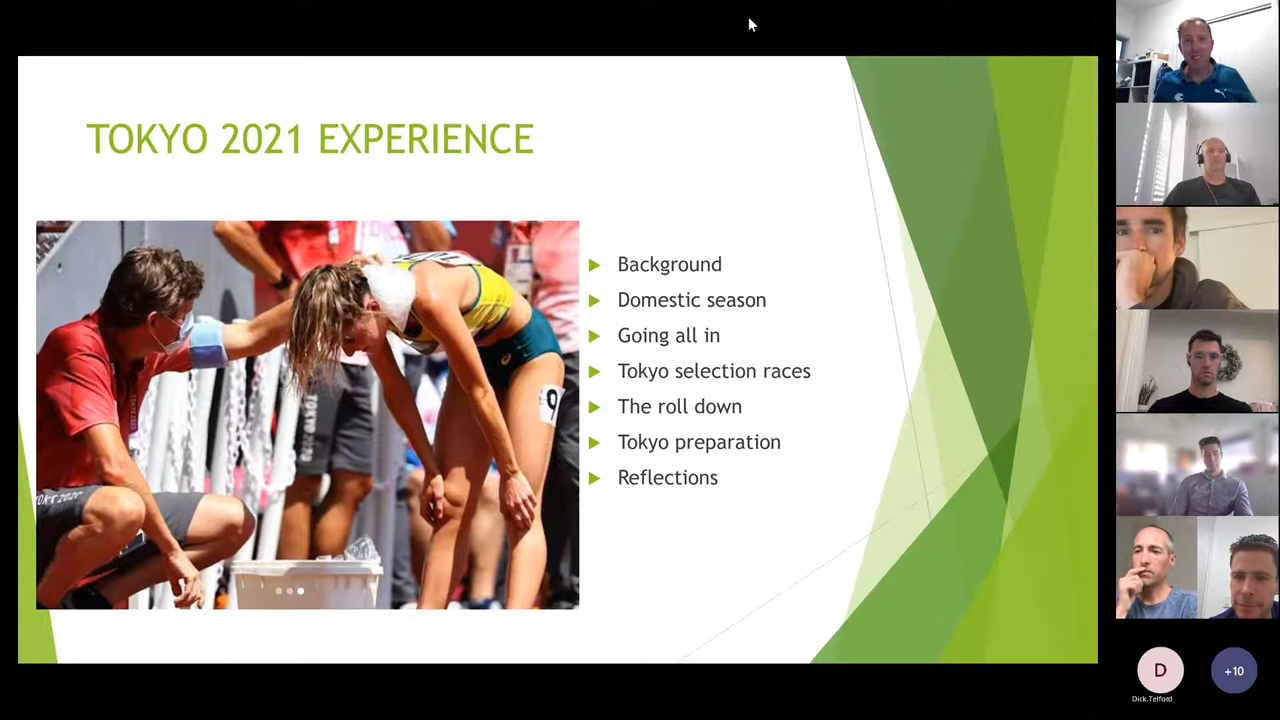 TOKYO 2021 EXPERIENCE
Background
Domestic season
Going all in
Tokyo selection races
The roll down
Tokyo preparation
Reflections
9
D
Dick.Telford
+10